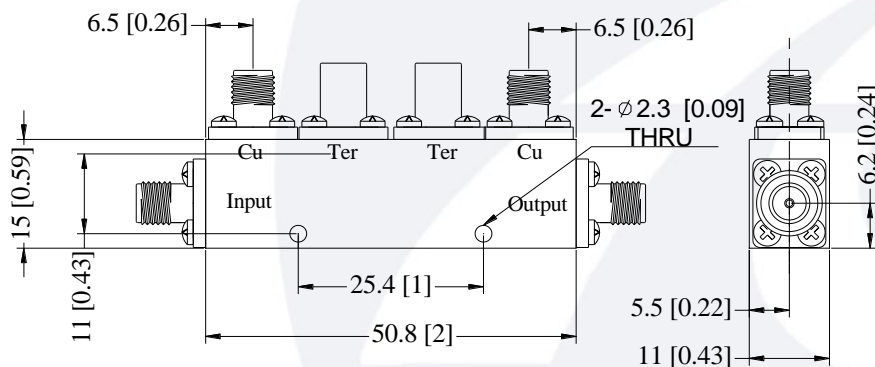 6.5 [0.26]
6.5 [0.26]
2- ⌀2.3 [0.09]
THRU
Cu
Ter
Ter
Cu
Input
Output
15 [0.59]
11 [0.43]
25.4 [1]
50.8 [2]
6.2 [0.24]
5.5 [0.22]
11 [0.43]